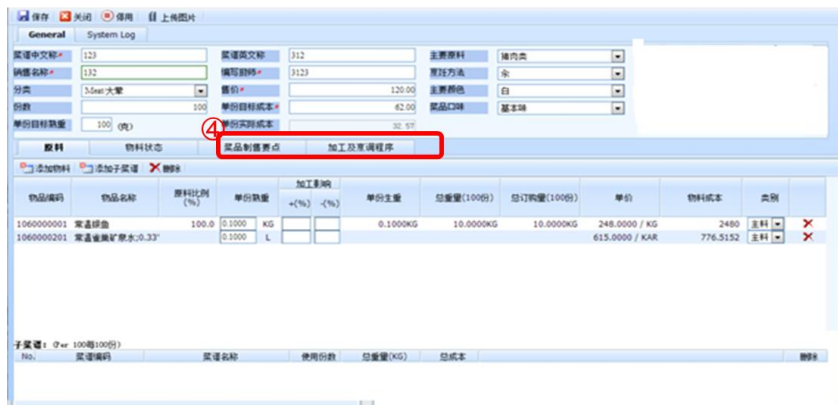 保存 关闭 停用 上传图片
General System Log
菜谱中文称* 123 菜谱英文称 312 主要原料 猪肉类
销售名称* 132 编写厨师* 3123 烹饪方法 汆
分类 Meat 大荤 售价* 120.00 主要颜色 白
份数 100 单份目标成本* 62.00 菜品口味 基本味
单份目标熟重 100 (克) 单份实际成本 32.57
④
原料 物料状态 菜品制售要点 加工及烹调程序
添加物料 添加子菜谱 删除
物品编码 物品名称 原料比例(%) 单份熟重 加工影响 +(%) -(%) 单份生重 总重量(100份) 总订购量(100份) 单价 物料成本 类别
1060000001 常温银鱼 100.0 0.1000 KG 0.1000KG 10.0000KG 10.0000KG 248.0000 / KG 2480 主料
1060000201 常温雀巢矿泉水;0.33' 0.1000 L 615.0000 / KAR 776.5152 主料
子菜谱: (Per 100每100份)
No. 菜谱编码 菜谱名称 使用份数 总重量(KG) 总成本 删除